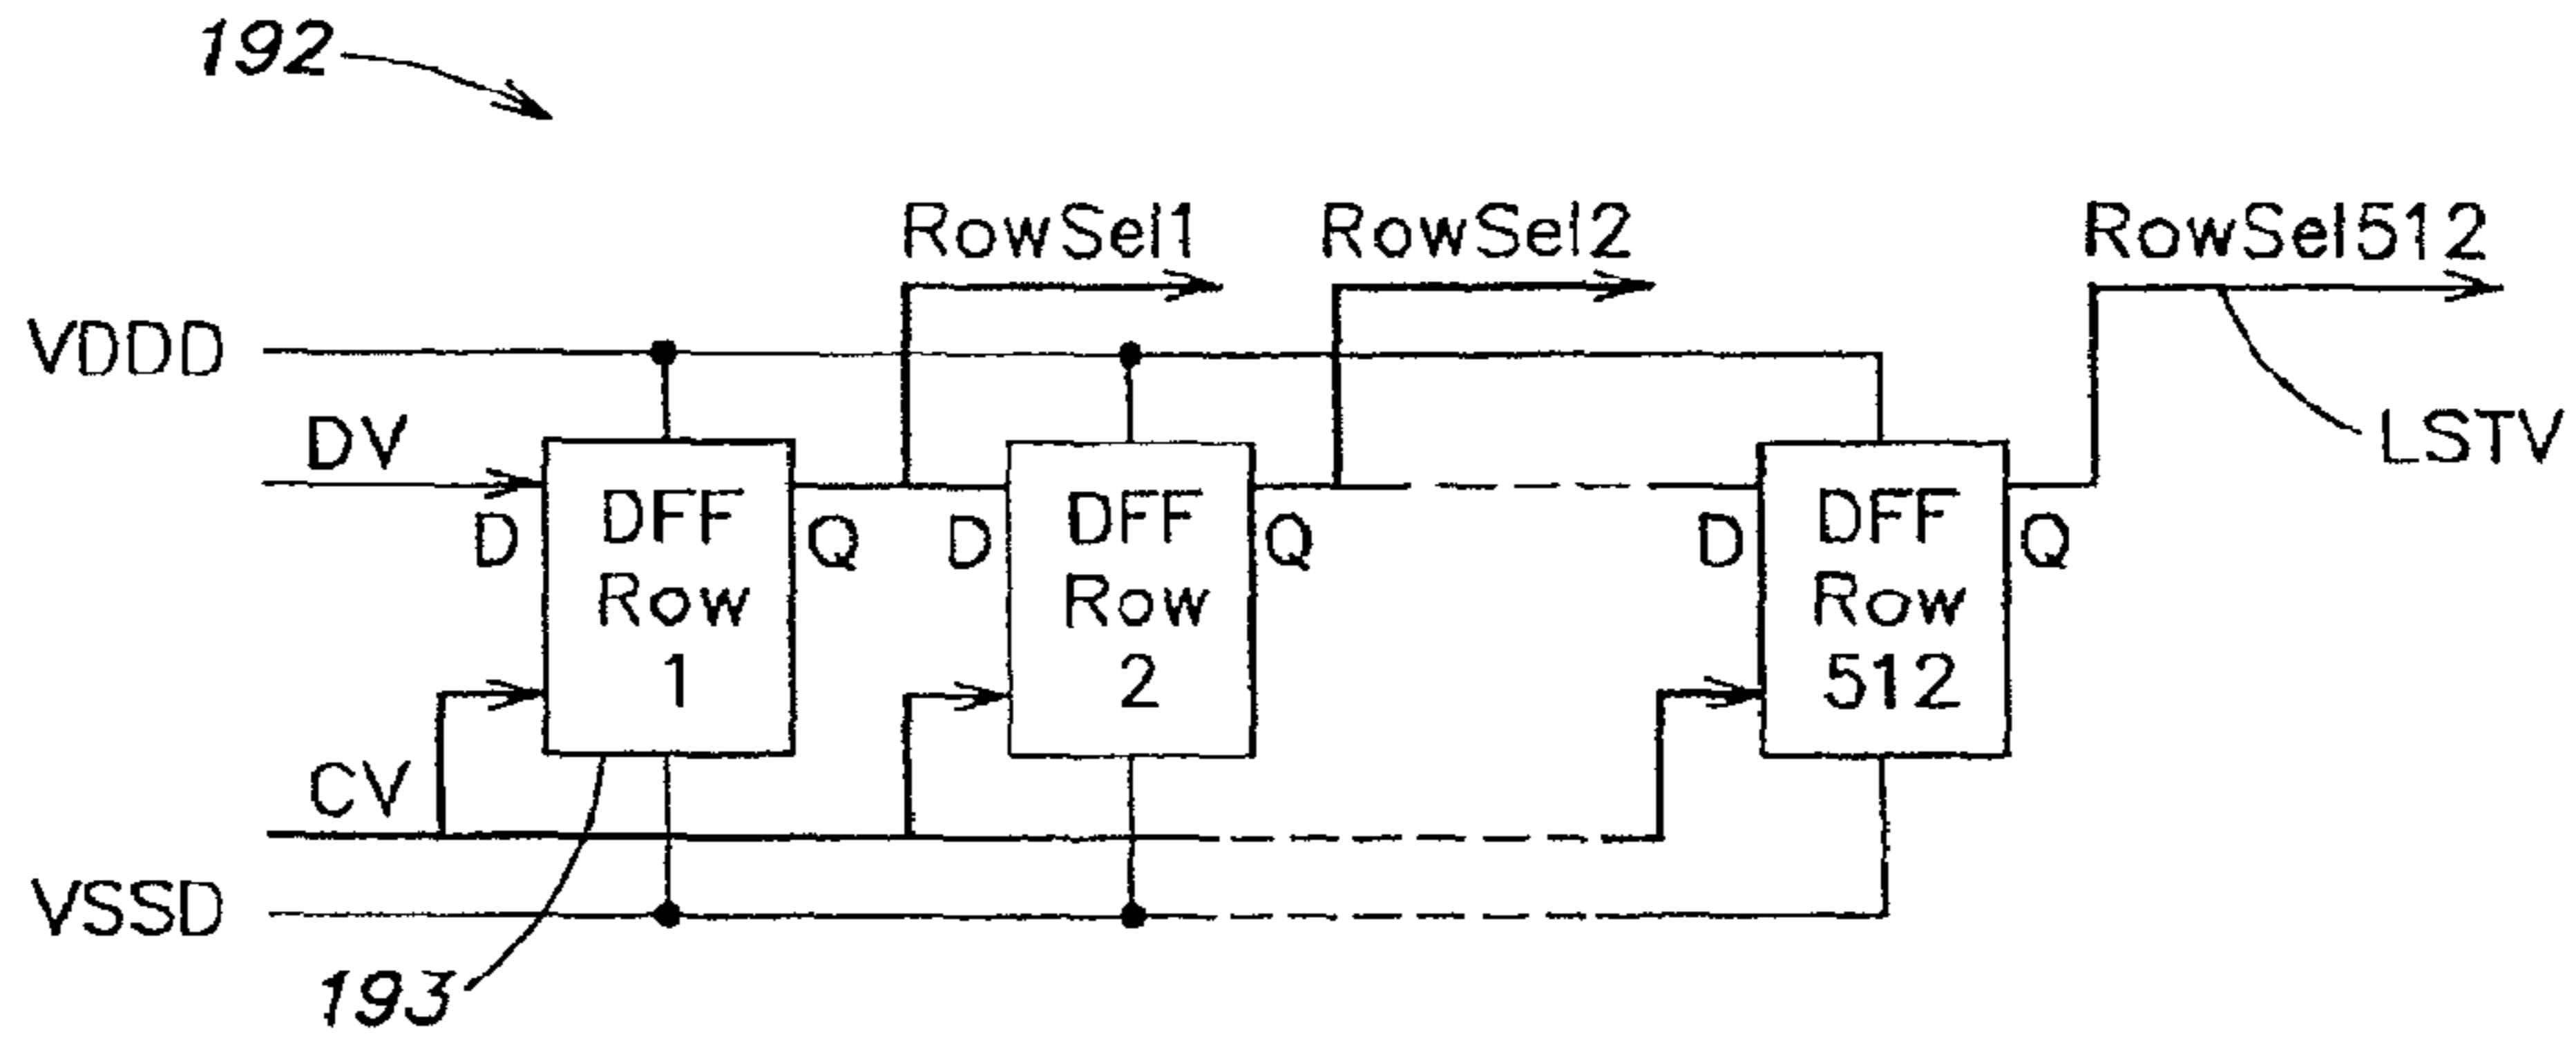 192
RowSel1
RowSel2
RowSel512
VDDD
DV
LSTV
D
DFF
Row
1
Q
D
DFF
Row
2
Q
D
DFF
Row
512
Q
CV
VSSD
193